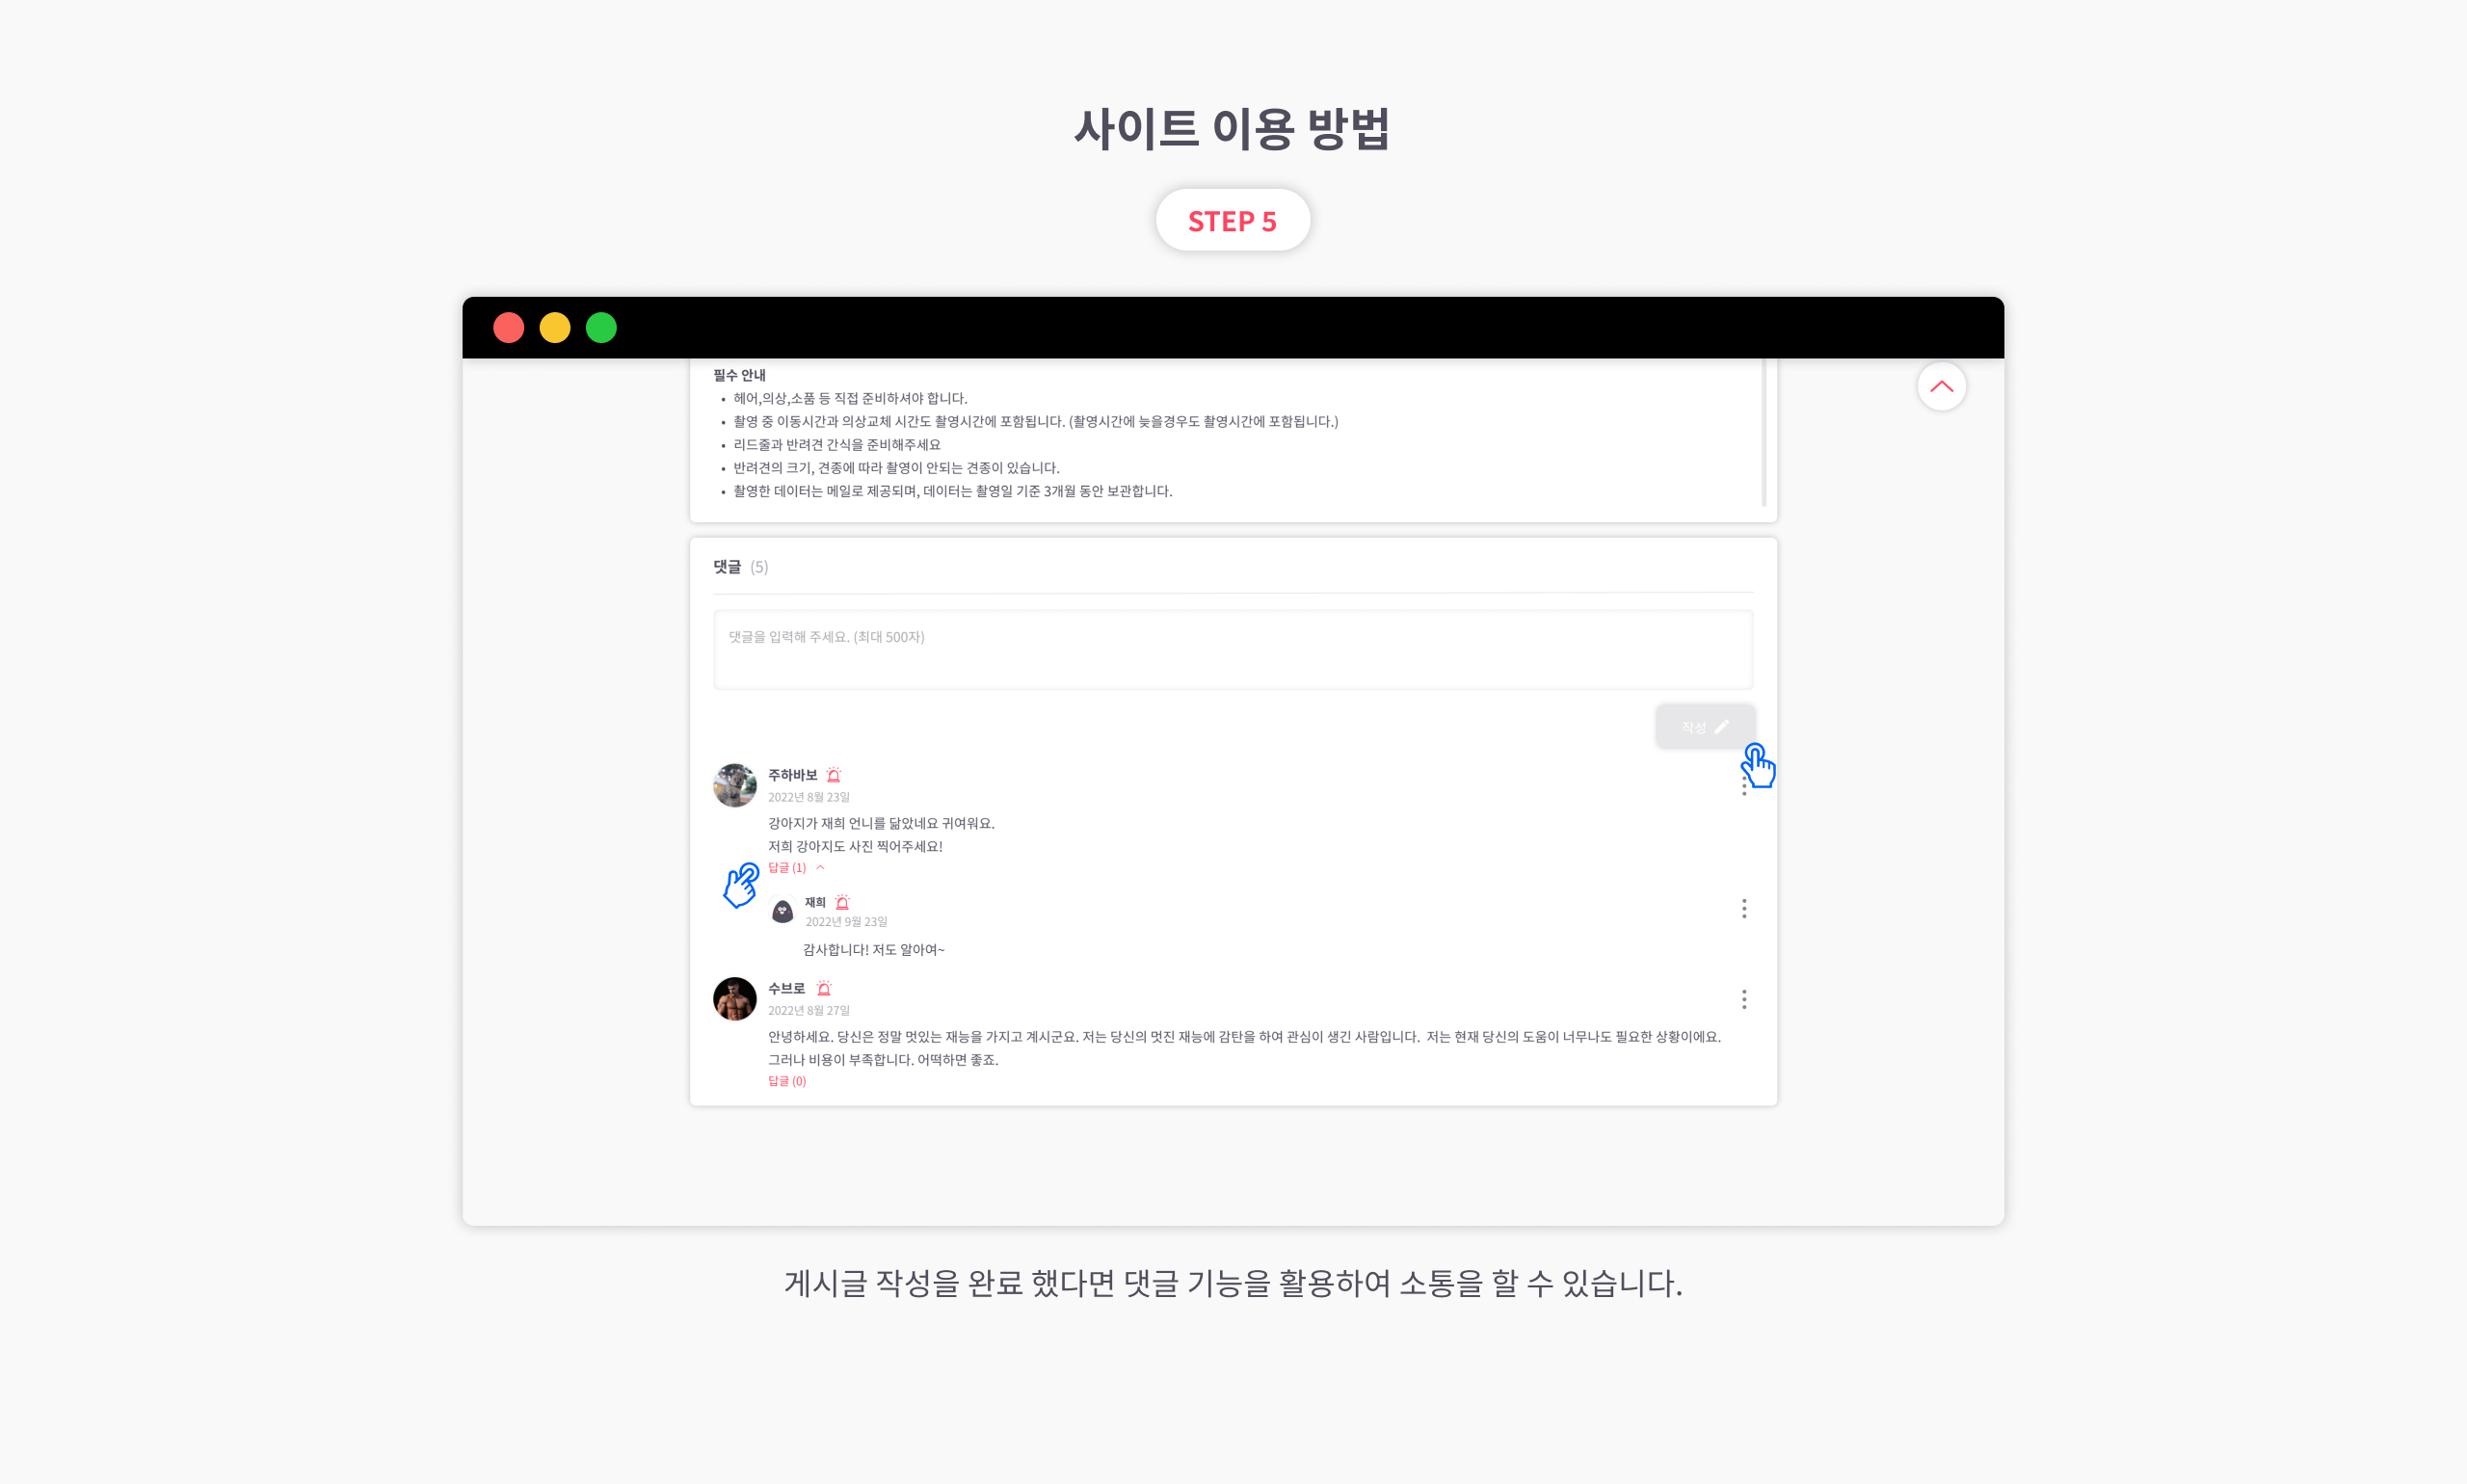 사이트 이용 방법
STEP 5
필수 안내
• 헤어,의상,소품 등 직접 준비하셔야 합니다.
• 촬영 중 이동시간과 의상교체 시간도 촬영시간에 포함됩니다. (촬영시간에 늦을경우도 촬영시간에 포함됩니다.)
• 리드줄과 반려견 간식을 준비해주세요
• 반려견의 크기, 견종에 따라 촬영이 안되는 견종이 있습니다.
• 촬영한 데이터는 메일로 제공되며, 데이터는 촬영일 기준 3개월 동안 보관합니다.
댓글 (5)
댓글을 입력해 주세요. (최대 500자)
작성
주하바보
2022년 8월 23일
강아지가 재희 언니를 닮았네요 귀여워요.
저희 강아지도 사진 찍어주세요!
답글 (1)
재희
2022년 9월 23일
감사합니다! 저도 알아여~
수브로
2022년 8월 27일
안녕하세요. 당신은 정말 멋있는 재능을 가지고 계시군요. 저는 당신의 멋진 재능에 감탄을 하여 관심이 생긴 사람입니다. 저는 현재 당신의 도움이 너무나도 필요한 상황이에요.
그러나 비용이 부족합니다. 어떡하면 좋죠.
답글 (0)
게시글 작성을 완료 했다면 댓글 기능을 활용하여 소통을 할 수 있습니다.